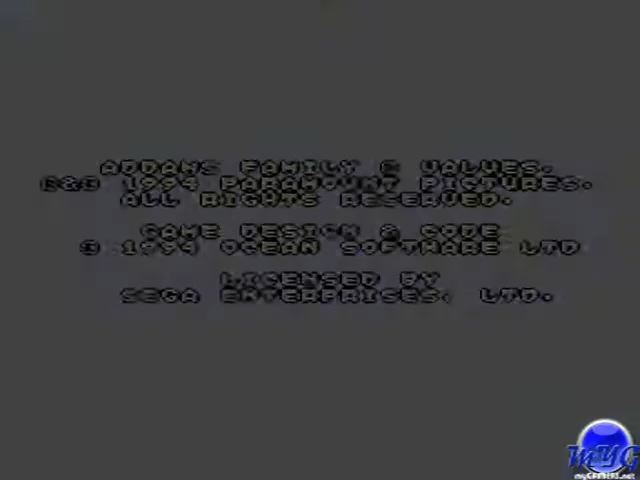 ADDAMS FAMILY © VALUES.
©&© 1994 PARAMOUNT PICTURES.
ALL RIGHTS RESERVED.
GAME DESIGN & CODE
© 1994 OCEAN SOFTWARE LTD
LICENSED BY
SEGA ENTERPRISES, LTD.
MYG